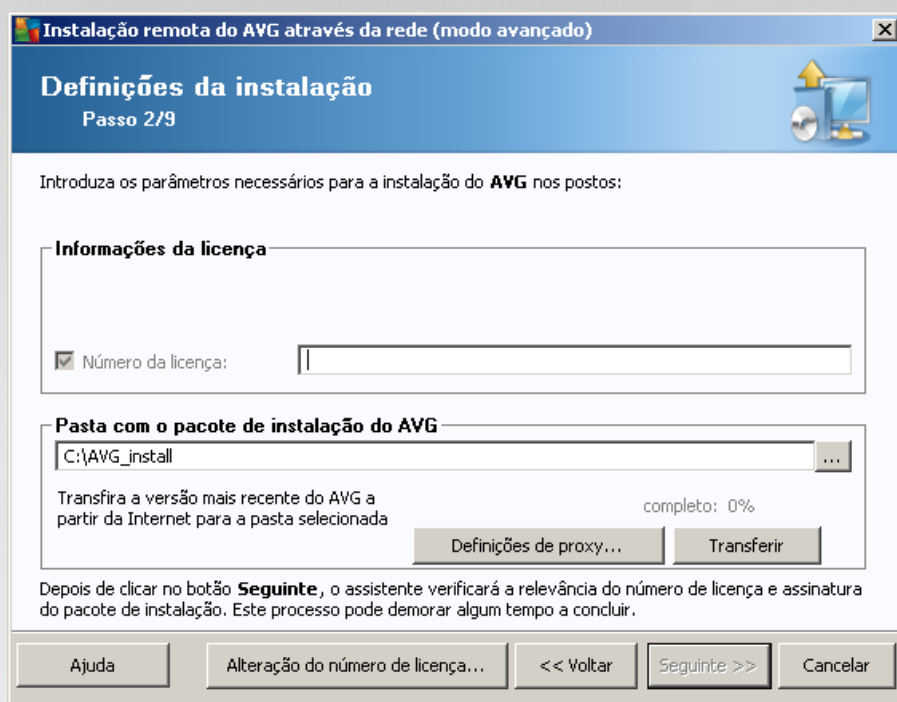 Instalação remota do AVG através da rede (modo avançado)
Definições da instalação
Passo 2/9
Introduza os parâmetros necessários para a instalação do AVG nos postos:
Informações da licença
Número da licença:
Pasta com o pacote de instalação do AVG
C:\AVG_install
...
Transfira a versão mais recente do AVG a
partir da Internet para a pasta selecionada
completo: 0%
Definições de proxy...
Transferir
Depois de clicar no botão Seguinte, o assistente verificará a relevância do número de licença e assinatura
do pacote de instalação. Este processo pode demorar algum tempo a concluir.
Ajuda
Alteração do número de licença...
<< Voltar
Seguinte >>
Cancelar